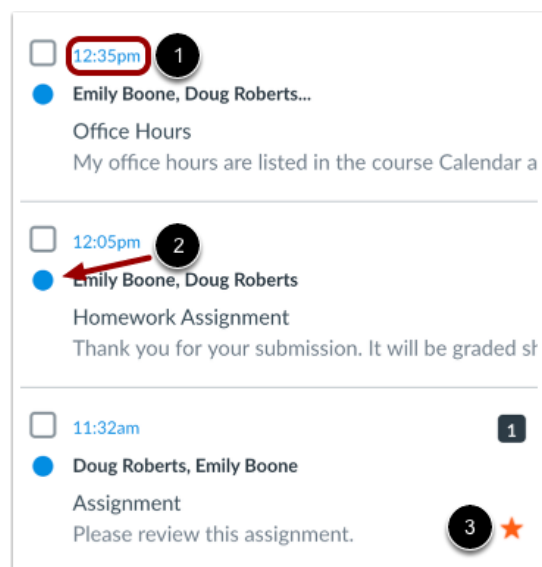 12:35pm 1
Emily Boone, Doug Roberts...
Office Hours
My office hours are listed in the course Calendar a
12:05pm 2
Emily Boone, Doug Roberts
Homework Assignment
Thank you for your submission. It will be graded sh
11:32am 1
Doug Roberts, Emily Boone
Assignment
Please review this assignment. 3